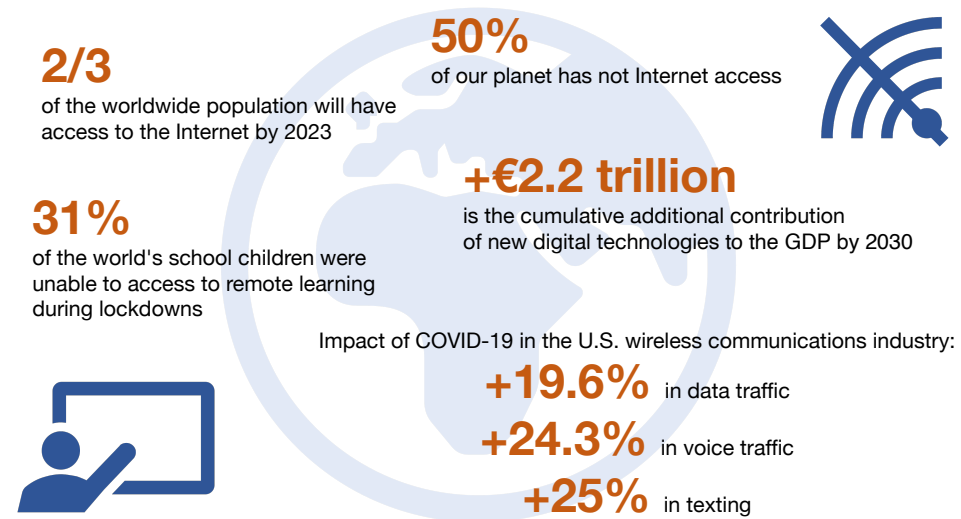 2/3
of the worldwide population will have
access to the Internet by 2023
50%
of our planet has not Internet access
31%
of the world's school children were
unable to access to remote learning
during lockdowns
+€2.2 trillion
is the cumulative additional contribution
of new digital technologies to the GDP by 2030
Impact of COVID-19 in the U.S. wireless communications industry:
+19.6% in data traffic
+24.3% in voice traffic
+25% in texting